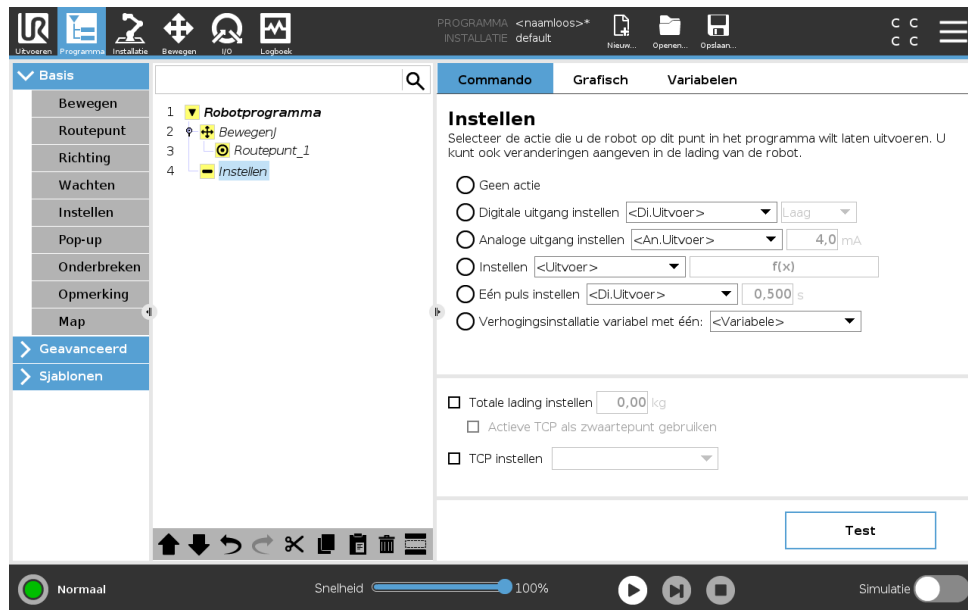 UR
PROGRAMMA <naamloos>*
INSTALLATIE default
Uitvoeren Programma Installatie Bewegen I/O Logboek
Nieuw... Openen... Opslaan...
C C
C C
Basis
Bewegen
Routepunt
Richting
Wachten
Instellen
Pop-up
Onderbreken
Opmerking
Map
Geavanceerd
Sjablonen
1 Robotprogramma
2 BewegenJ
3 Routepunt_1
4 Instellen
Commando Grafisch Variabelen
Instellen
Selecteer de actie die u de robot op dit punt in het programma wilt laten uitvoeren. U
kunt ook veranderingen aangeven in de lading van de robot.
Geen actie
Digitale uitgang instellen <Di.Uitvoer> Laag
Analoge uitgang instellen <An.Uitvoer> 4,0 mA
Instellen <Uitvoer> f(x)
Eén puls instellen <Di.Uitvoer> 0,500 s
Verhogingsinstallatie variabel met één: <Variabele>
Totale lading instellen 0,00 kg
Actieve TCP als zwaartepunt gebruiken
TCP instellen
Test
Normaal
Snelheid 100%
Simulatie